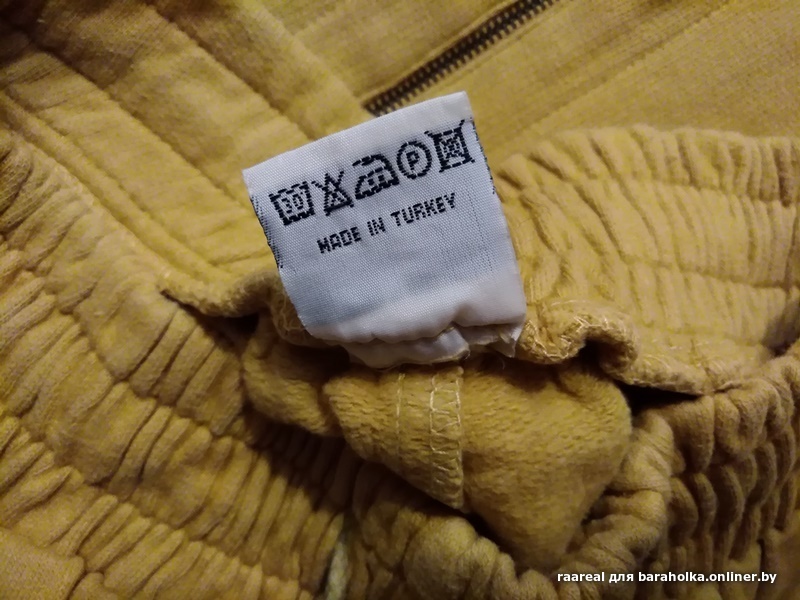 30 P
MADE IN TURKEY
raareal для baraholka.onliner.by